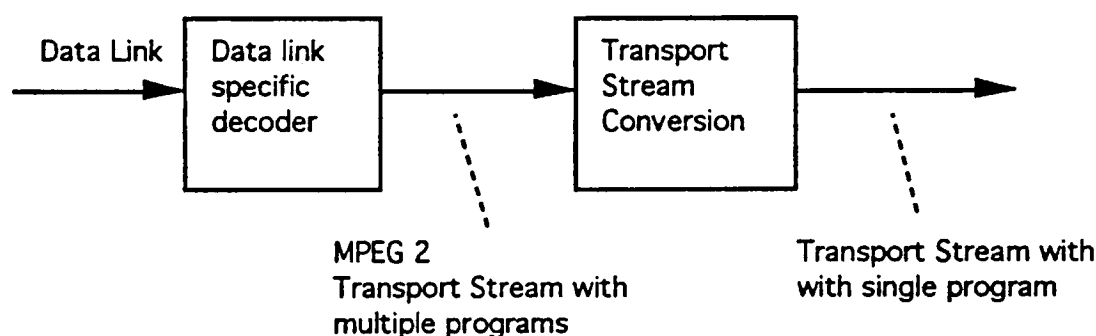 Data Link
Data link
specific
decoder
Transport
Stream
Conversion
MPEG 2
Transport Stream with
multiple programs
Transport Stream with
with single program